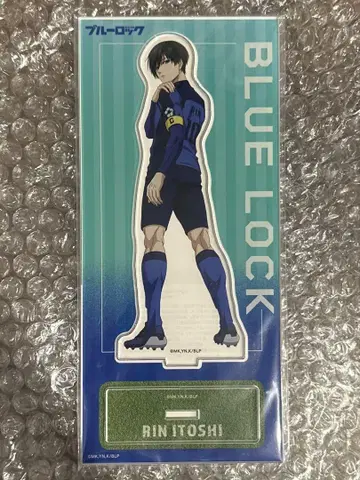 ブルーロック
BLUE LOCK
©MK,YN,K/BLP
©MK,YN,K/BLP
RIN ITOSHI
©MK,YN,K/BLP